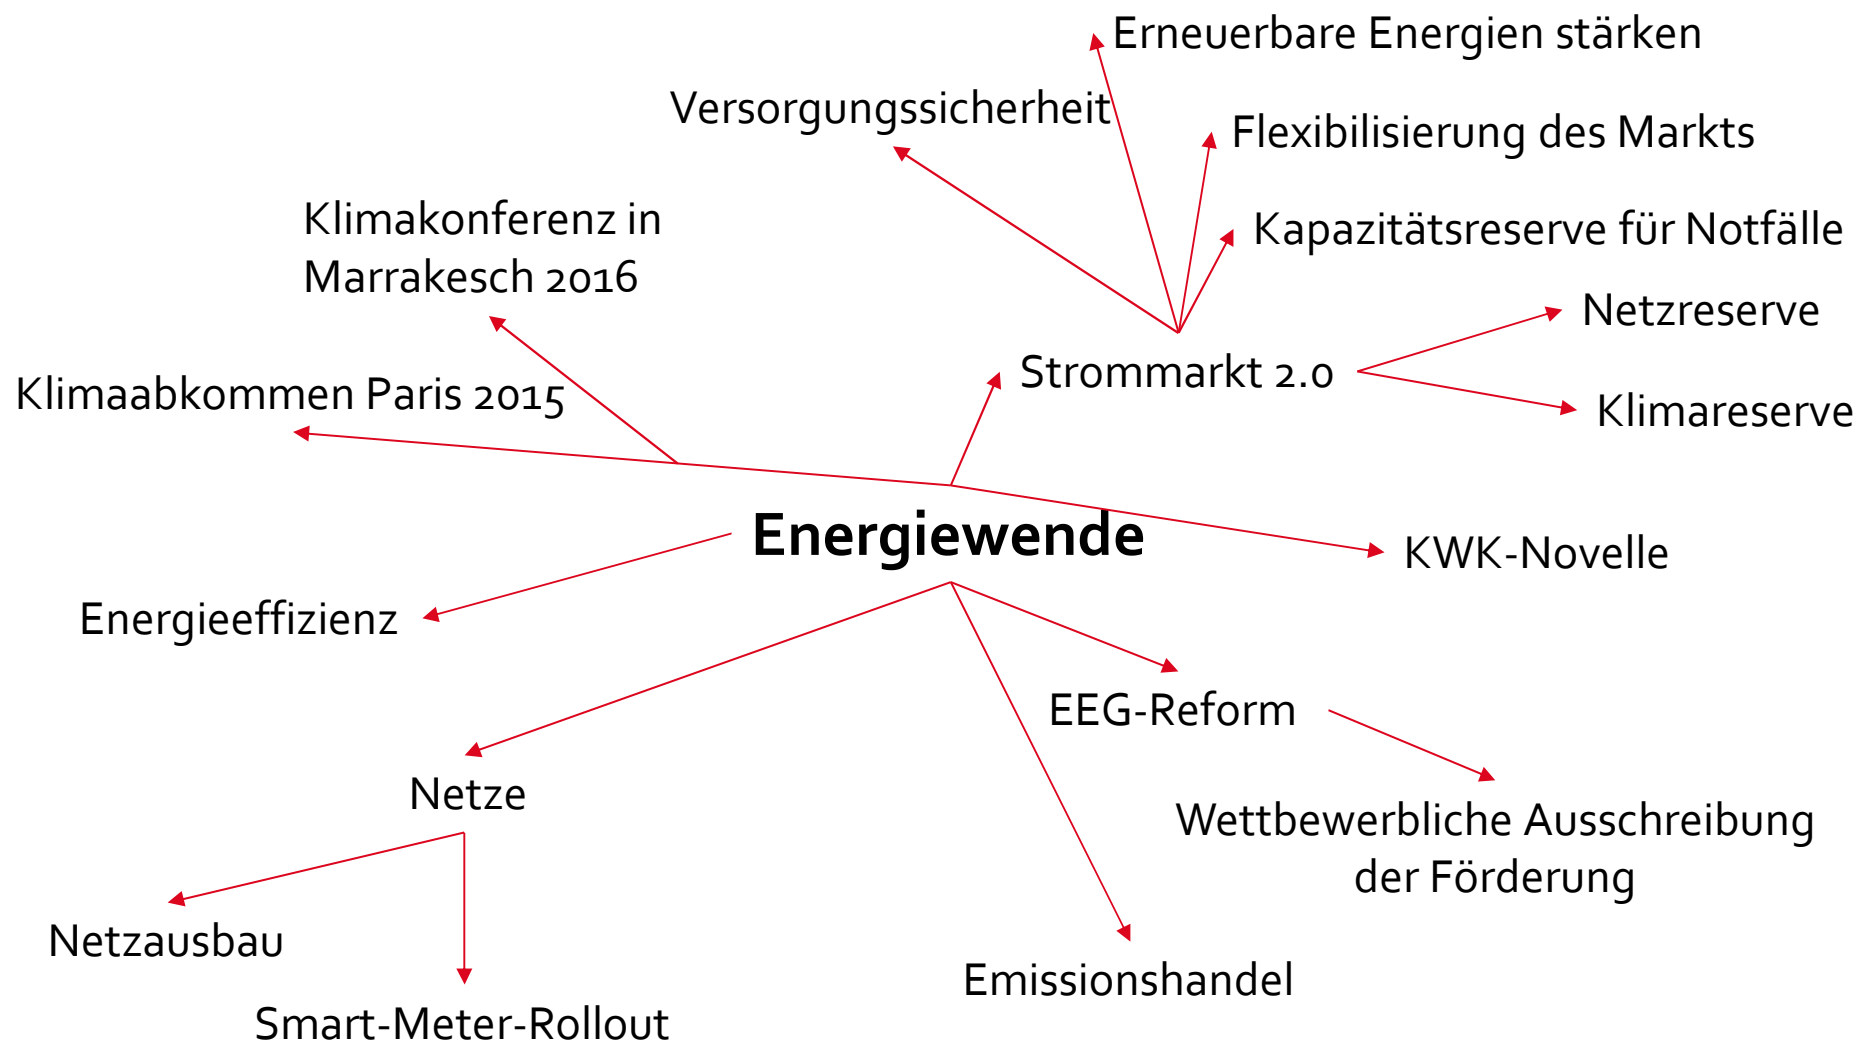 Erneuerbare Energien stärken
Versorgungssicherheit
Flexibilisierung des Markts
Klimakonferenz in
Marrakesch 2016
Kapazitätsreserve für Notfälle
Netzreserve
Strommarkt 2.0
Klimaabkommen Paris 2015
Klimareserve
Energiewende
KWK-Novelle
Energieeffizienz
EEG-Reform
Netze
Wettbewerbliche Ausschreibung
der Förderung
Netzausbau
Emissionshandel
Smart-Meter-Rollout